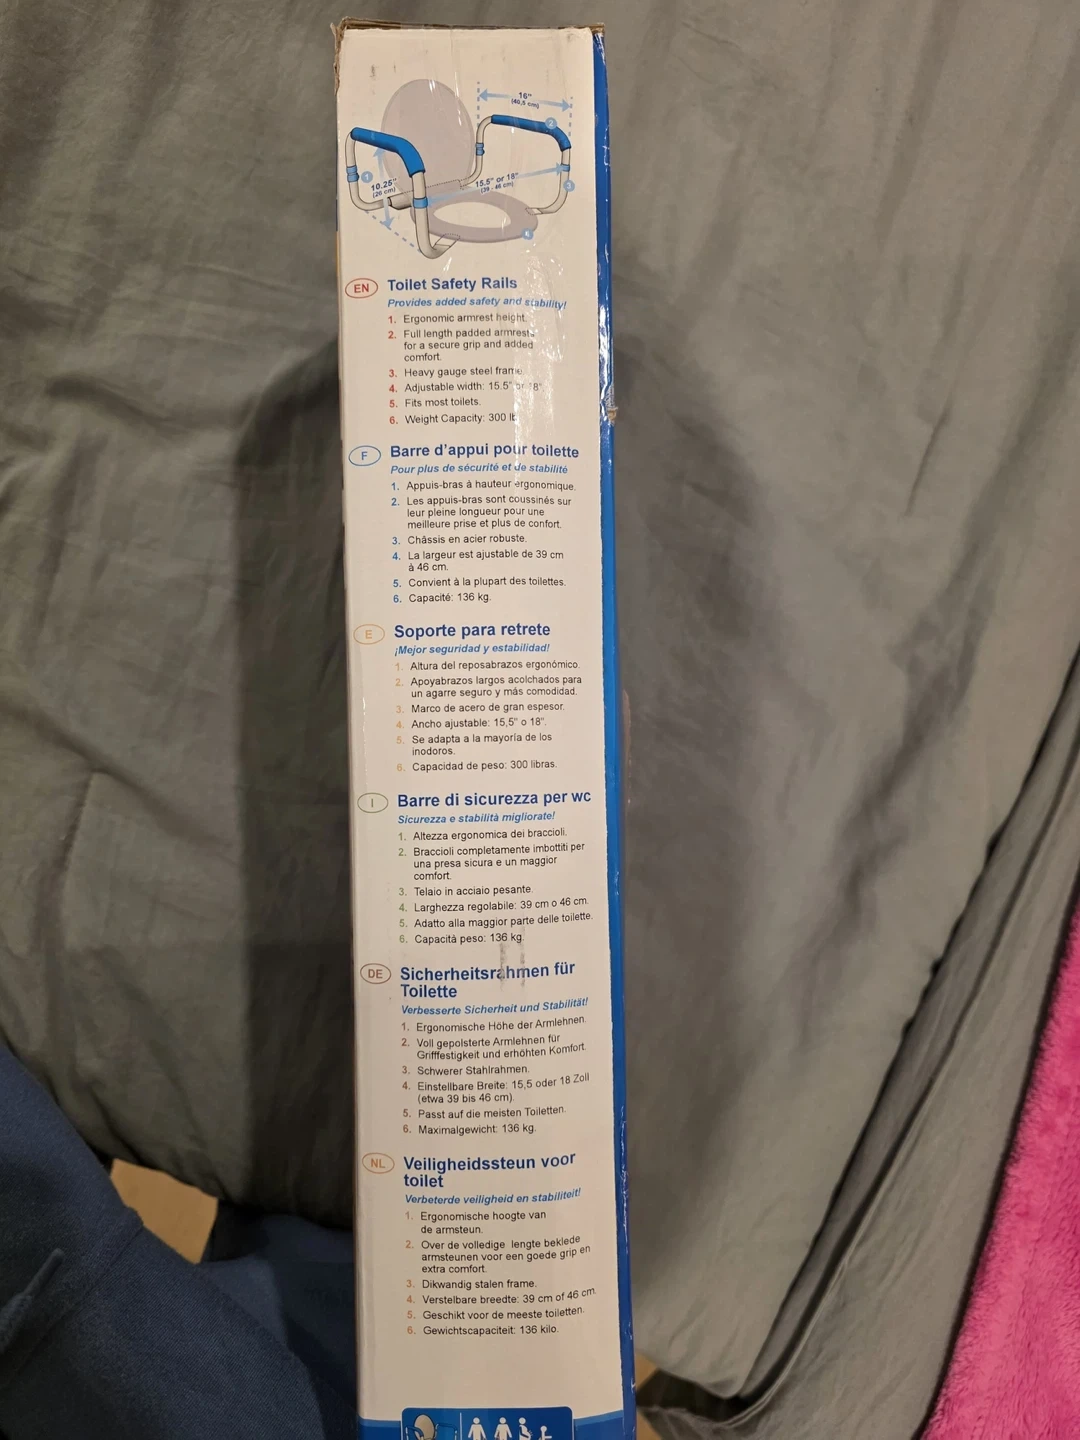 16"
(40,5 cm)
2
1
10.25"
(26 cm)
15.5" or 18"
(39 - 46 cm)
3
EN Toilet Safety Rails
Provides added safety and stability!
1. Ergonomic armrest height.
2. Full length padded armrests
for a secure grip and added
comfort.
3. Heavy gauge steel frame.
4. Adjustable width: 15.5" or 18"
5. Fits most toilets.
6. Weight Capacity: 300 lb
F Barre d'appui pour toilette
Pour plus de sécurité et de stabilité
1. Appuis-bras à hauteur ergonomique.
2. Les appuis-bras sont coussinés sur
leur pleine longueur pour une
meilleure prise et plus de confort.
3. Châssis en acier robuste.
4. La largeur est ajustable de 39 cm
à 46 cm.
5. Convient à la plupart des toilettes.
6. Capacité: 136 kg.
E Soporte para retrete
¡Mejor seguridad y estabilidad!
1. Altura del reposabrazos ergonómico.
2. Apoyabrazos largos acolchados para
un agarre seguro y más comodidad.
3. Marco de acero de gran espesor.
4. Ancho ajustable: 15,5" o 18".
5. Se adapta a la mayoría de los
inodoros.
6. Capacidad de peso: 300 libras.
I Barre di sicurezza per wc
Sicurezza e stabilità migliorate!
1. Altezza ergonomica dei braccioli.
2. Braccioli completamente imbottiti per
una presa sicura e un maggior
comfort.
3. Telaio in acciaio pesante.
4. Larghezza regolabile: 39 cm o 46 cm.
5. Adatto alla maggior parte delle toilette.
6. Capacità peso: 136 kg.
DE Sicherheitsrahmen für
Toilette
Verbesserte Sicherheit und Stabilität!
1. Ergonomische Höhe der Armlehnen.
2. Voll gepolsterte Armlehnen für
Grifffestigkeit und erhöhten Komfort.
3. Schwerer Stahlrahmen.
4. Einstellbare Breite: 15,5 oder 18 Zoll
(etwa 39 bis 46 cm).
5. Passt auf die meisten Toiletten.
6. Maximalgewicht: 136 kg.
NL Veiligheidssteun voor
toilet
Verbeterde veiligheid en stabiliteit!
1. Ergonomische hoogte van
de armsteun.
2. Over de volledige lengte beklede
armsteunen voor een goede grip en
extra comfort.
3. Dikwandig stalen frame.
4. Verstelbare breedte: 39 cm of 46 cm.
5. Geschikt voor de meeste toiletten.
6. Gewichtscapaciteit: 136 kilo.